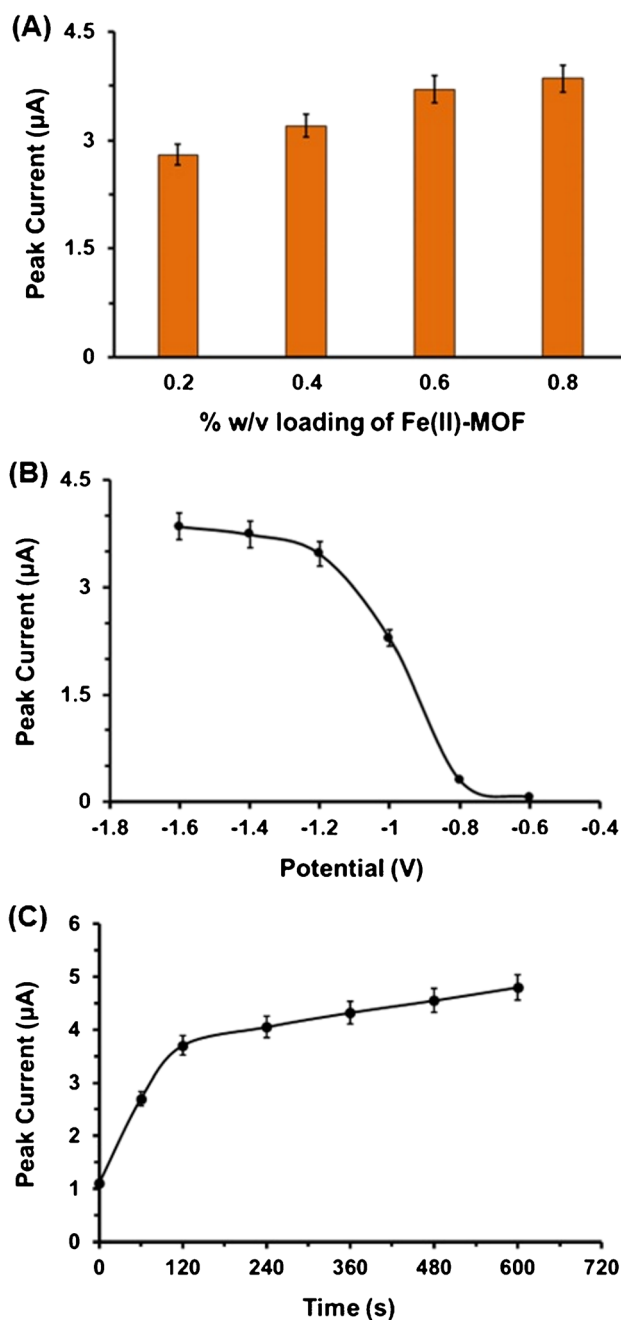 (A)
Peak Current (µA)
4.5
3
1.5
0
0.2 0.4 0.6 0.8
% w/v loading of Fe(II)-MOF
(B)
Peak Current (µA)
4.5
3
1.5
0
-1.8 -1.6 -1.4 -1.2 -1 -0.8 -0.6 -0.4
Potential (V)
(C)
Peak Current (µA)
6
5
4
3
2
1
0
0 120 240 360 480 600 720
Time (s)